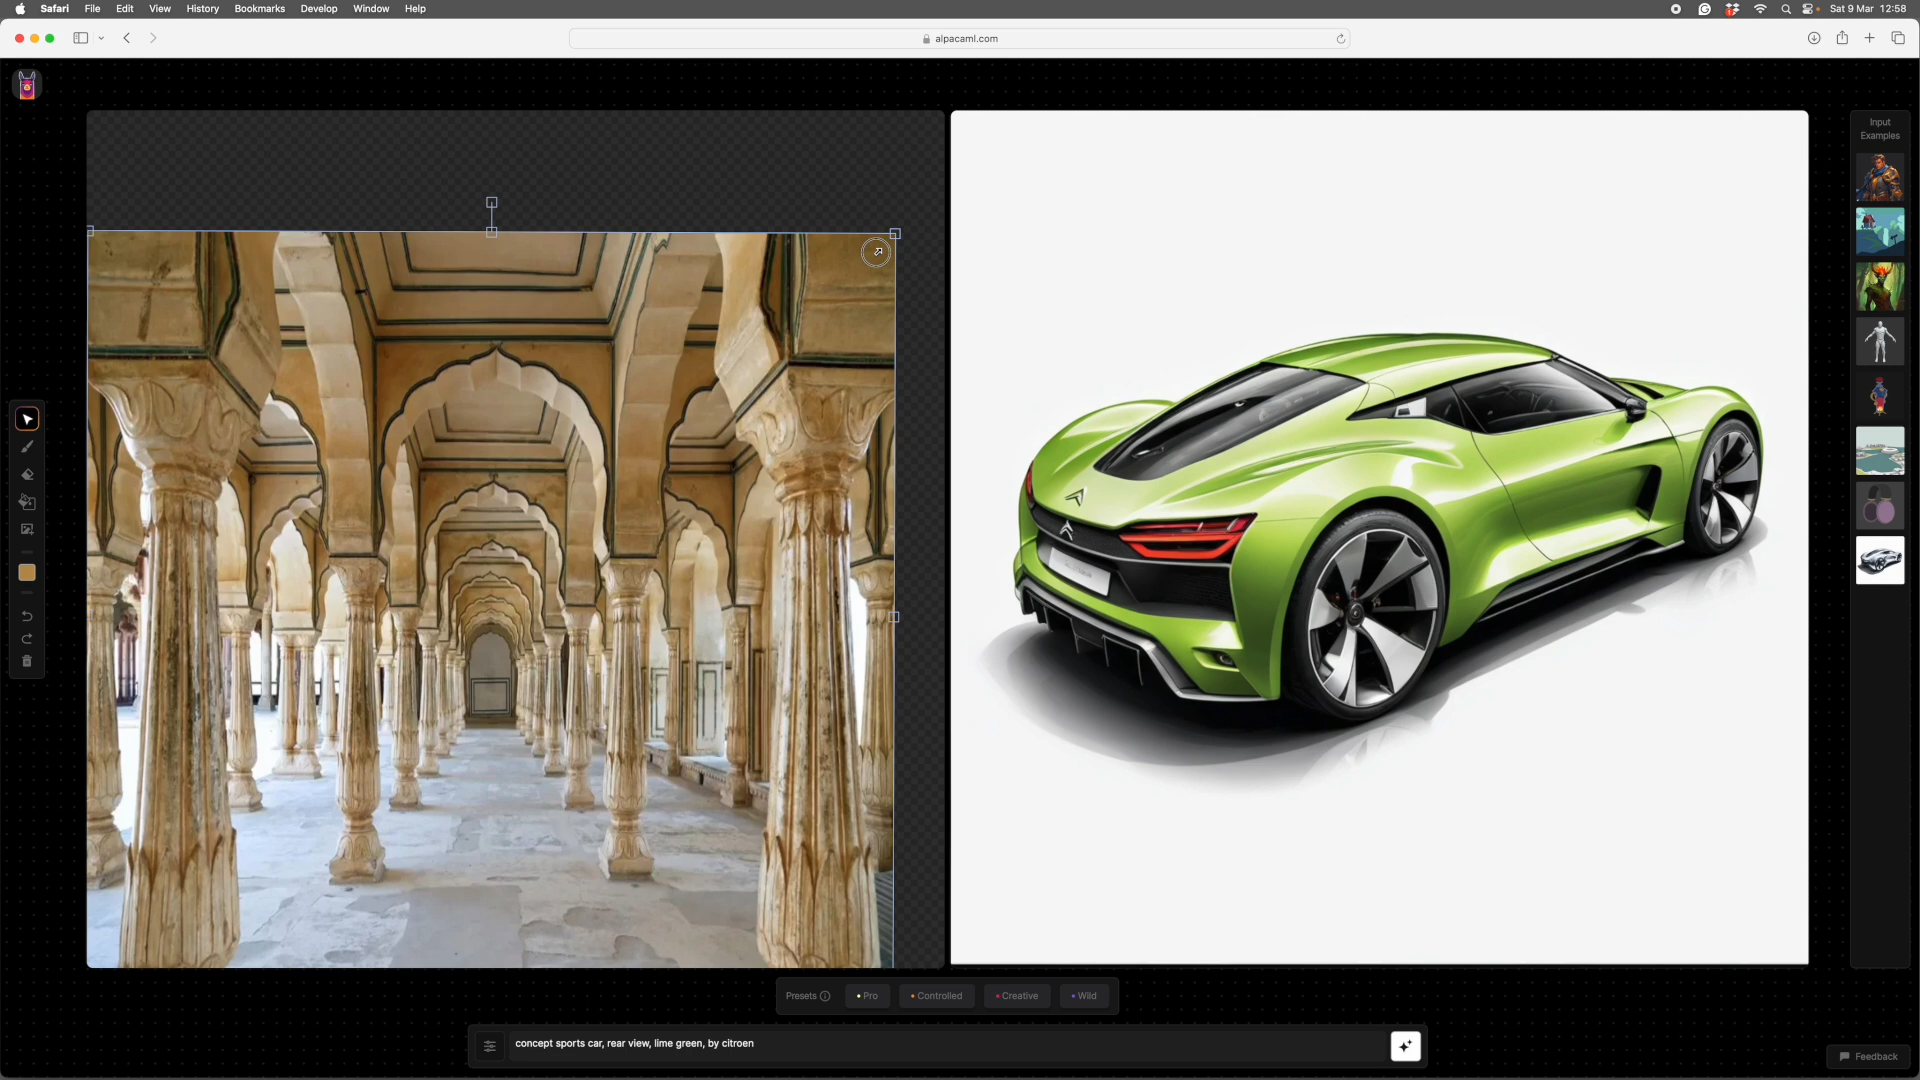 Safari File Edit View History Bookmarks Develop Window Help
Sat 9 Mar 12:58
alpacaml.com
Input
Examples
Presets
Pro
Controlled
Creative
Wild
concept sports car, rear view, lime green, by citroen
Feedback